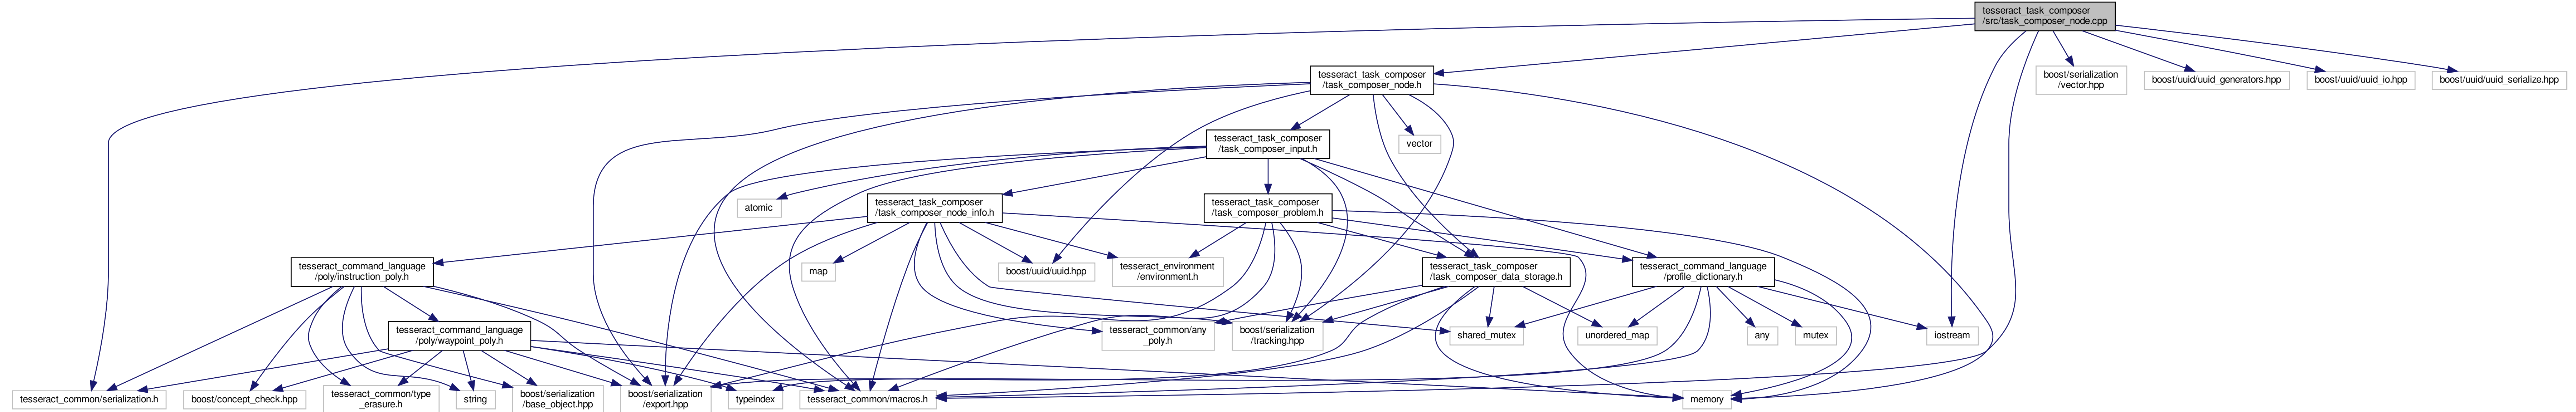 tesseract_task_composer
/src/task_composer_node.cpp
tesseract_task_composer
/task_composer_node.h
boost/serialization
/vector.hpp
boost/uuid/uuid_generators.hpp
boost/uuid/uuid_io.hpp
boost/uuid/uuid_serialize.hpp
tesseract_task_composer
/task_composer_input.h
vector
atomic
tesseract_task_composer
/task_composer_node_info.h
tesseract_task_composer
/task_composer_problem.h
tesseract_command_language
/poly/instruction_poly.h
map
boost/uuid/uuid.hpp
tesseract_environment
/environment.h
tesseract_task_composer
/task_composer_data_storage.h
tesseract_command_language
/profile_dictionary.h
tesseract_command_language
/poly/waypoint_poly.h
tesseract_common/any
_poly.h
boost/serialization
/tracking.hpp
shared_mutex
unordered_map
any
mutex
iostream
tesseract_common/serialization.h
boost/concept_check.hpp
tesseract_common/type
_erasure.h
string
boost/serialization
/base_object.hpp
boost/serialization
/export.hpp
typeindex
tesseract_common/macros.h
memory